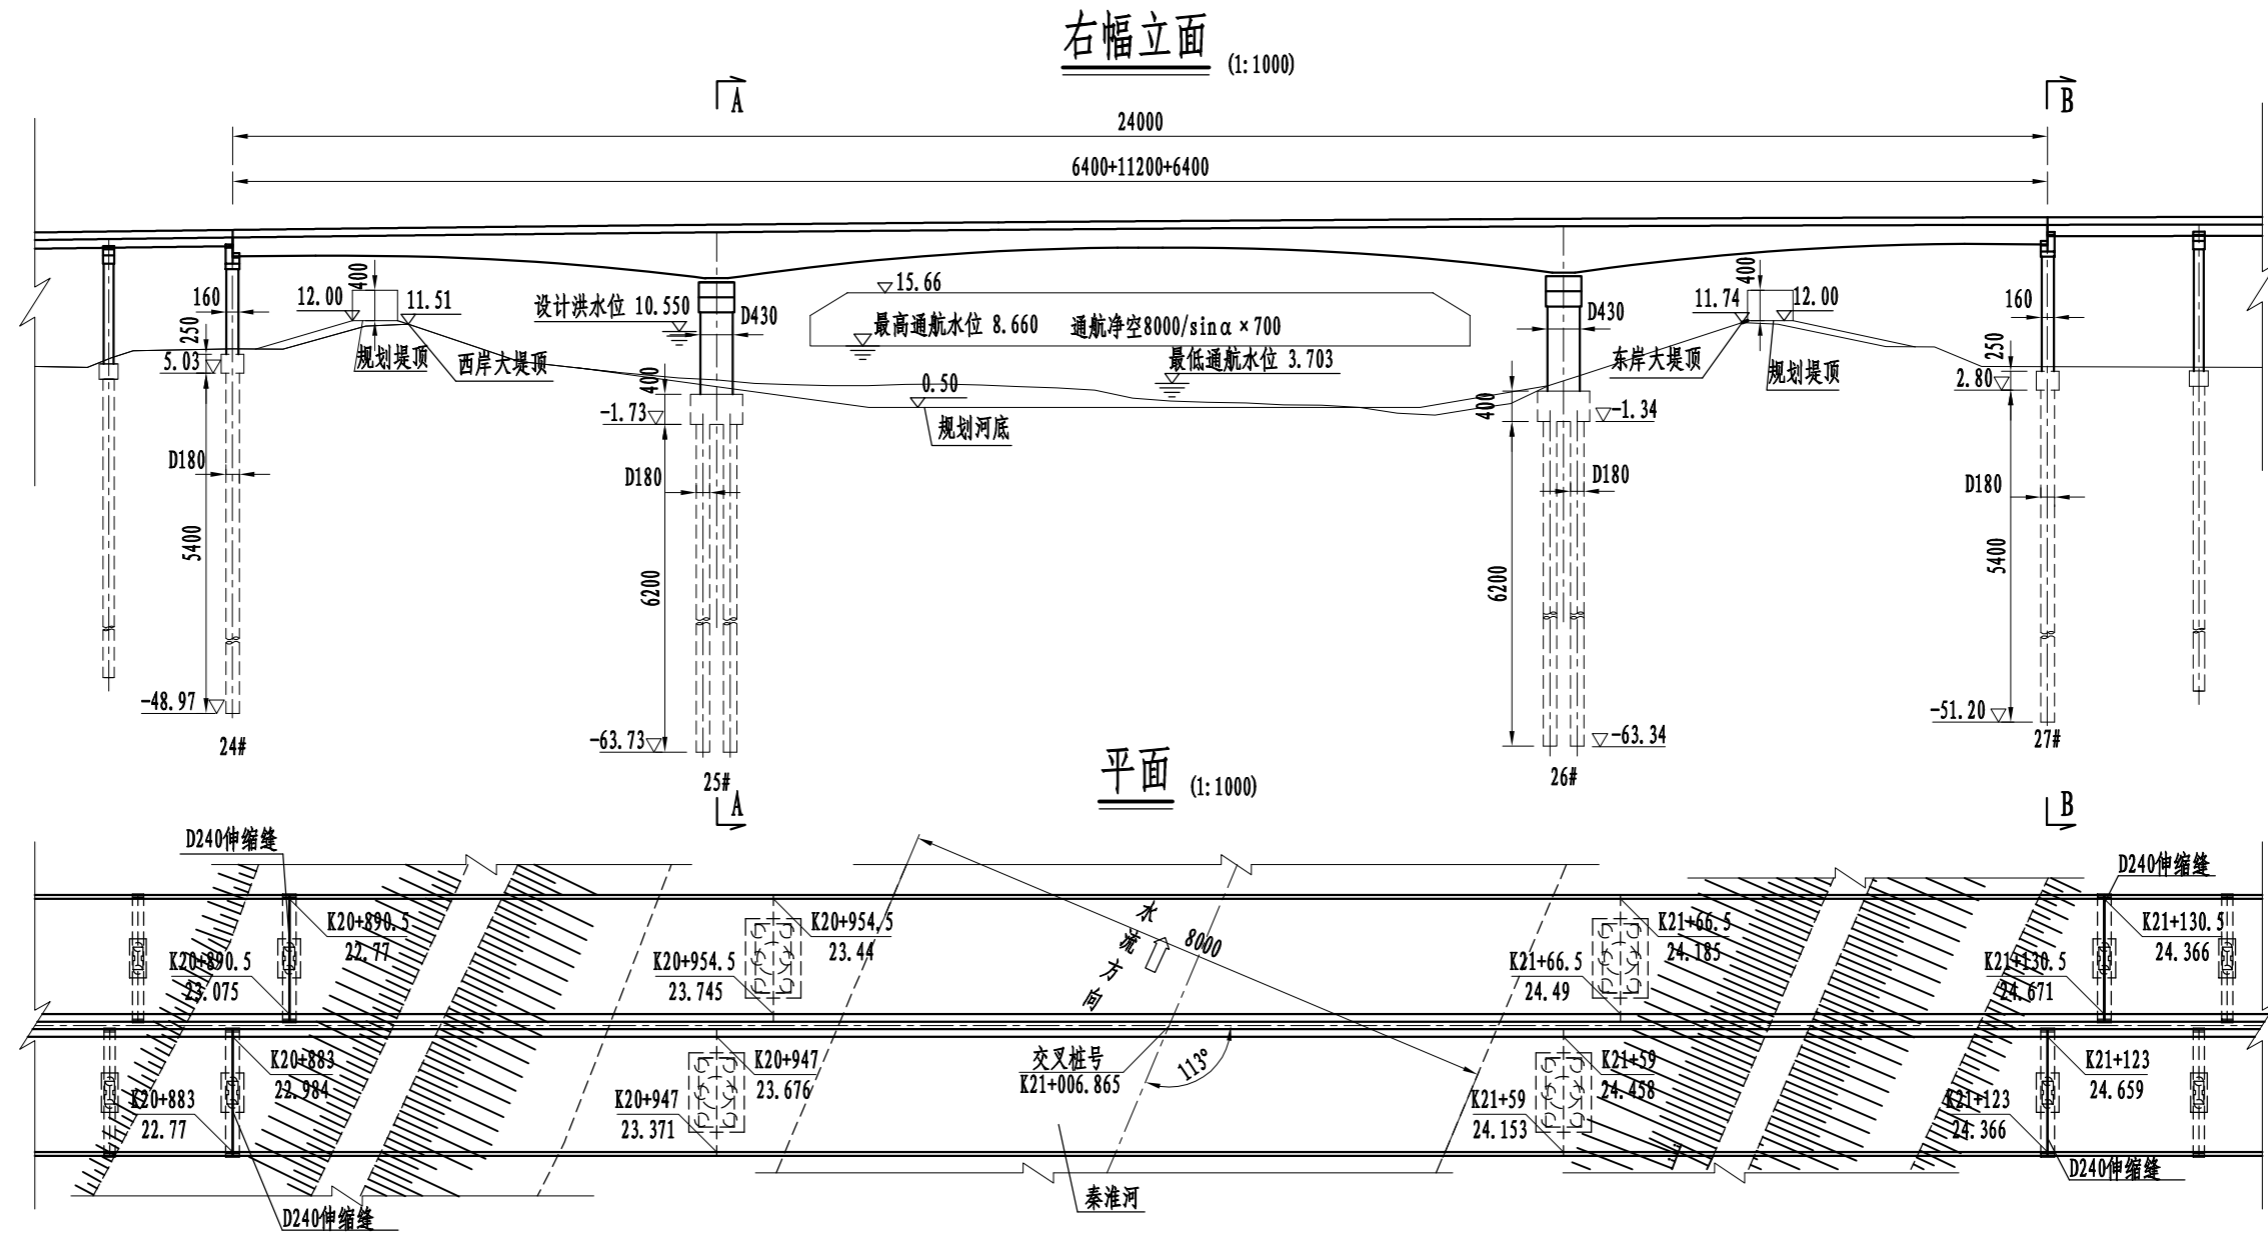 右幅立面 (1:1000)
A
B
24000
6400+11200+6400
400
12.00
11.51
160
250
5.03
规划堤顶
西岸大堤顶
设计洪水位 10.550
D430
15.66
最高通航水位 8.660
通航净空8000/sinα×700
最低通航水位 3.703
0.50
规划河底
400
-1.73
D430
400
-1.34
400
11.74
12.00
160
250
2.80
东岸大堤顶
规划堤顶
D180
D180
D180
D180
5400
6200
6200
5400
-48.97
-63.73
-63.34
-51.20
24#
25#
26#
27#
平面 (1:1000)
A
B
D240伸缩缝
D240伸缩缝
K20+890.5
22.77
K20+890.5
23.075
K20+954.5
23.44
K20+954.5
23.745
水流方向
8000
K21+66.5
24.185
K21+66.5
24.49
K21+130.5
24.366
K21+130.5
24.671
K20+883
22.984
K20+883
22.77
K20+947
23.676
K20+947
23.371
交叉桩号
K21+006.865
113°
K21+59
24.458
K21+59
24.153
K21+123
24.659
K21+123
24.366
D240伸缩缝
D240伸缩缝
秦淮河